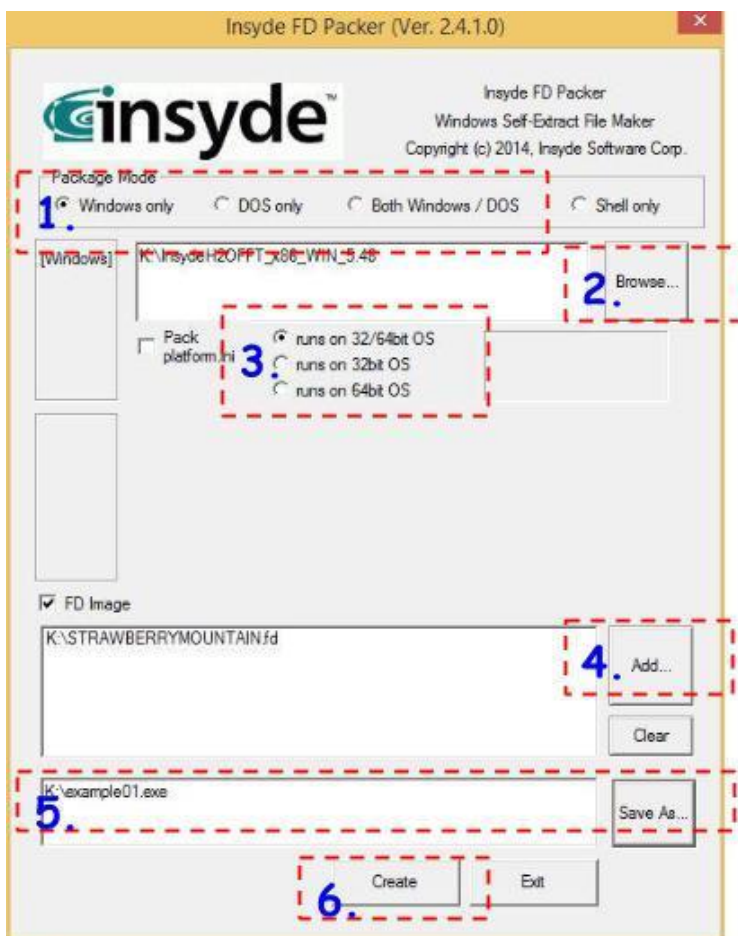 Insyde FD Packer (Ver. 2.4.1.0)
insyde™
Insyde FD Packer
Windows Self-Extract File Maker
Copyright (c) 2014, Insyde Software Corp.
Package Mode
1.
Windows only
DOS only
Both Windows / DOS
Shell only
[Windows]
K:\InsydeH2OFFT_x86_WIN_5.48
2.
Browse...
Pack
platform.ini
3.
runs on 32/64bit OS
runs on 32bit OS
runs on 64bit OS
FD Image
K:\STRAWBERRYMOUNTAIN.fd
4.
Add...
Clear
K:\example01.exe
5.
Save As...
6.
Create
Exit